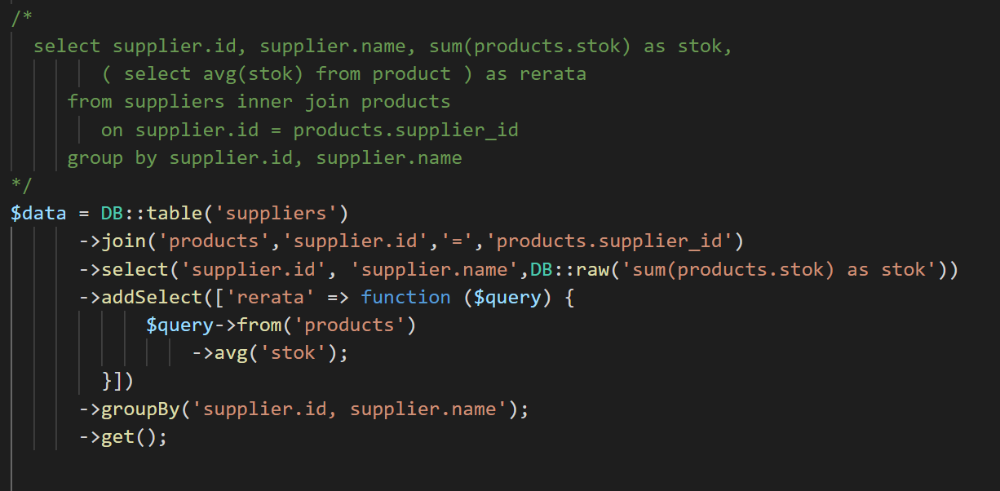 /*
select supplier.id, supplier.name, sum(products.stok) as stok,
( select avg(stok) from product ) as rerata
from suppliers inner join products
on supplier.id = products.supplier_id
group by supplier.id, supplier.name
*/
$data = DB::table('suppliers')
->join('products','supplier.id','=','products.supplier_id')
->select('supplier.id', 'supplier.name',DB::raw('sum(products.stok) as stok'))
->addSelect(['rerata' => function ($query) {
$query->from('products')
->avg('stok');
}])
->groupBy('supplier.id, supplier.name');
->get();